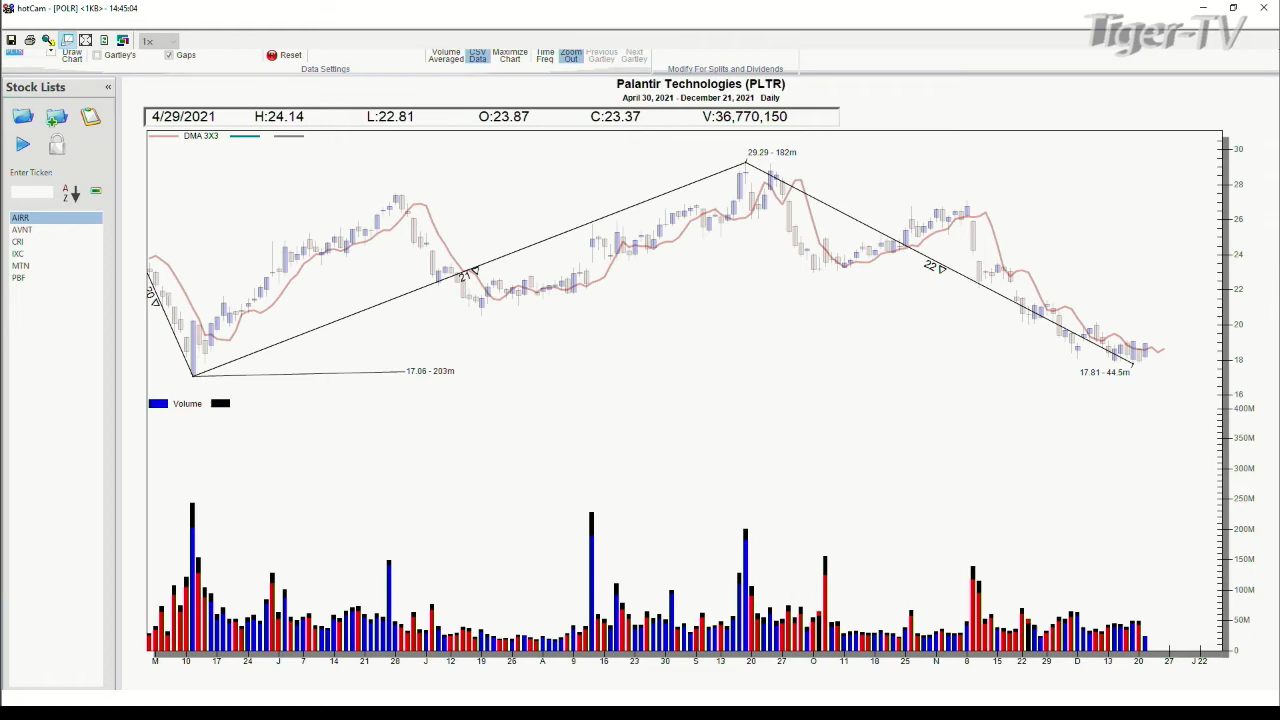 hotCam - [POLR] <1KB> - 14:45:04
Tiger-TV
1x
PLTR Draw Chart Gartley's Gaps Reset Volume Averaged CSV Data Maximize Chart Time Freq Zoom Out Previous Gartley Next Gartley
Data Settings Modify For Splits and Dividends
Stock Lists «
Enter Ticker:
A Z
AIRR
AVNT
CRI
IXC
MTN
PBF
Palantir Technologies (PLTR)
April 30, 2021 - December 21, 2021 Daily
4/29/2021 H:24.14 L:22.81 O:23.87 C:23.37 V:36,770,150
DMA 3X3
29.29 - 182m
20
21
22
17.06 - 203m
17.81 - 44.5m
30
28
26
24
22
20
18
16
Volume
400M
350M
300M
250M
200M
150M
100M
50M
0
M 10 17 24 J 7 14 21 28 J 12 19 26 A 9 16 23 30 S 13 20 27 O 11 18 25 N 8 15 22 29 D 13 20 27 J 22